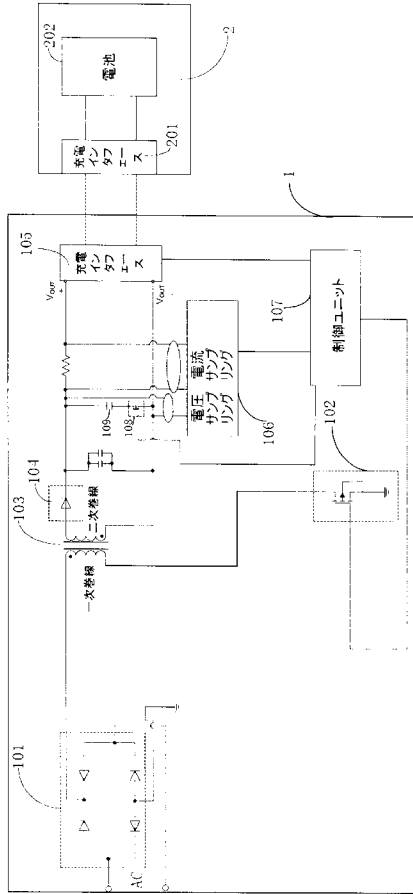 2
202
電池
充電
インタフ
ェース
201
1
105
充電
インタフ
ェース
VOUT
+
VOUT
-
107
制御ユニット
電流
サンプ
リング
電圧
サンプ
リング
106
109
108
102
104
103
二次巻線
一次巻線
101
AC